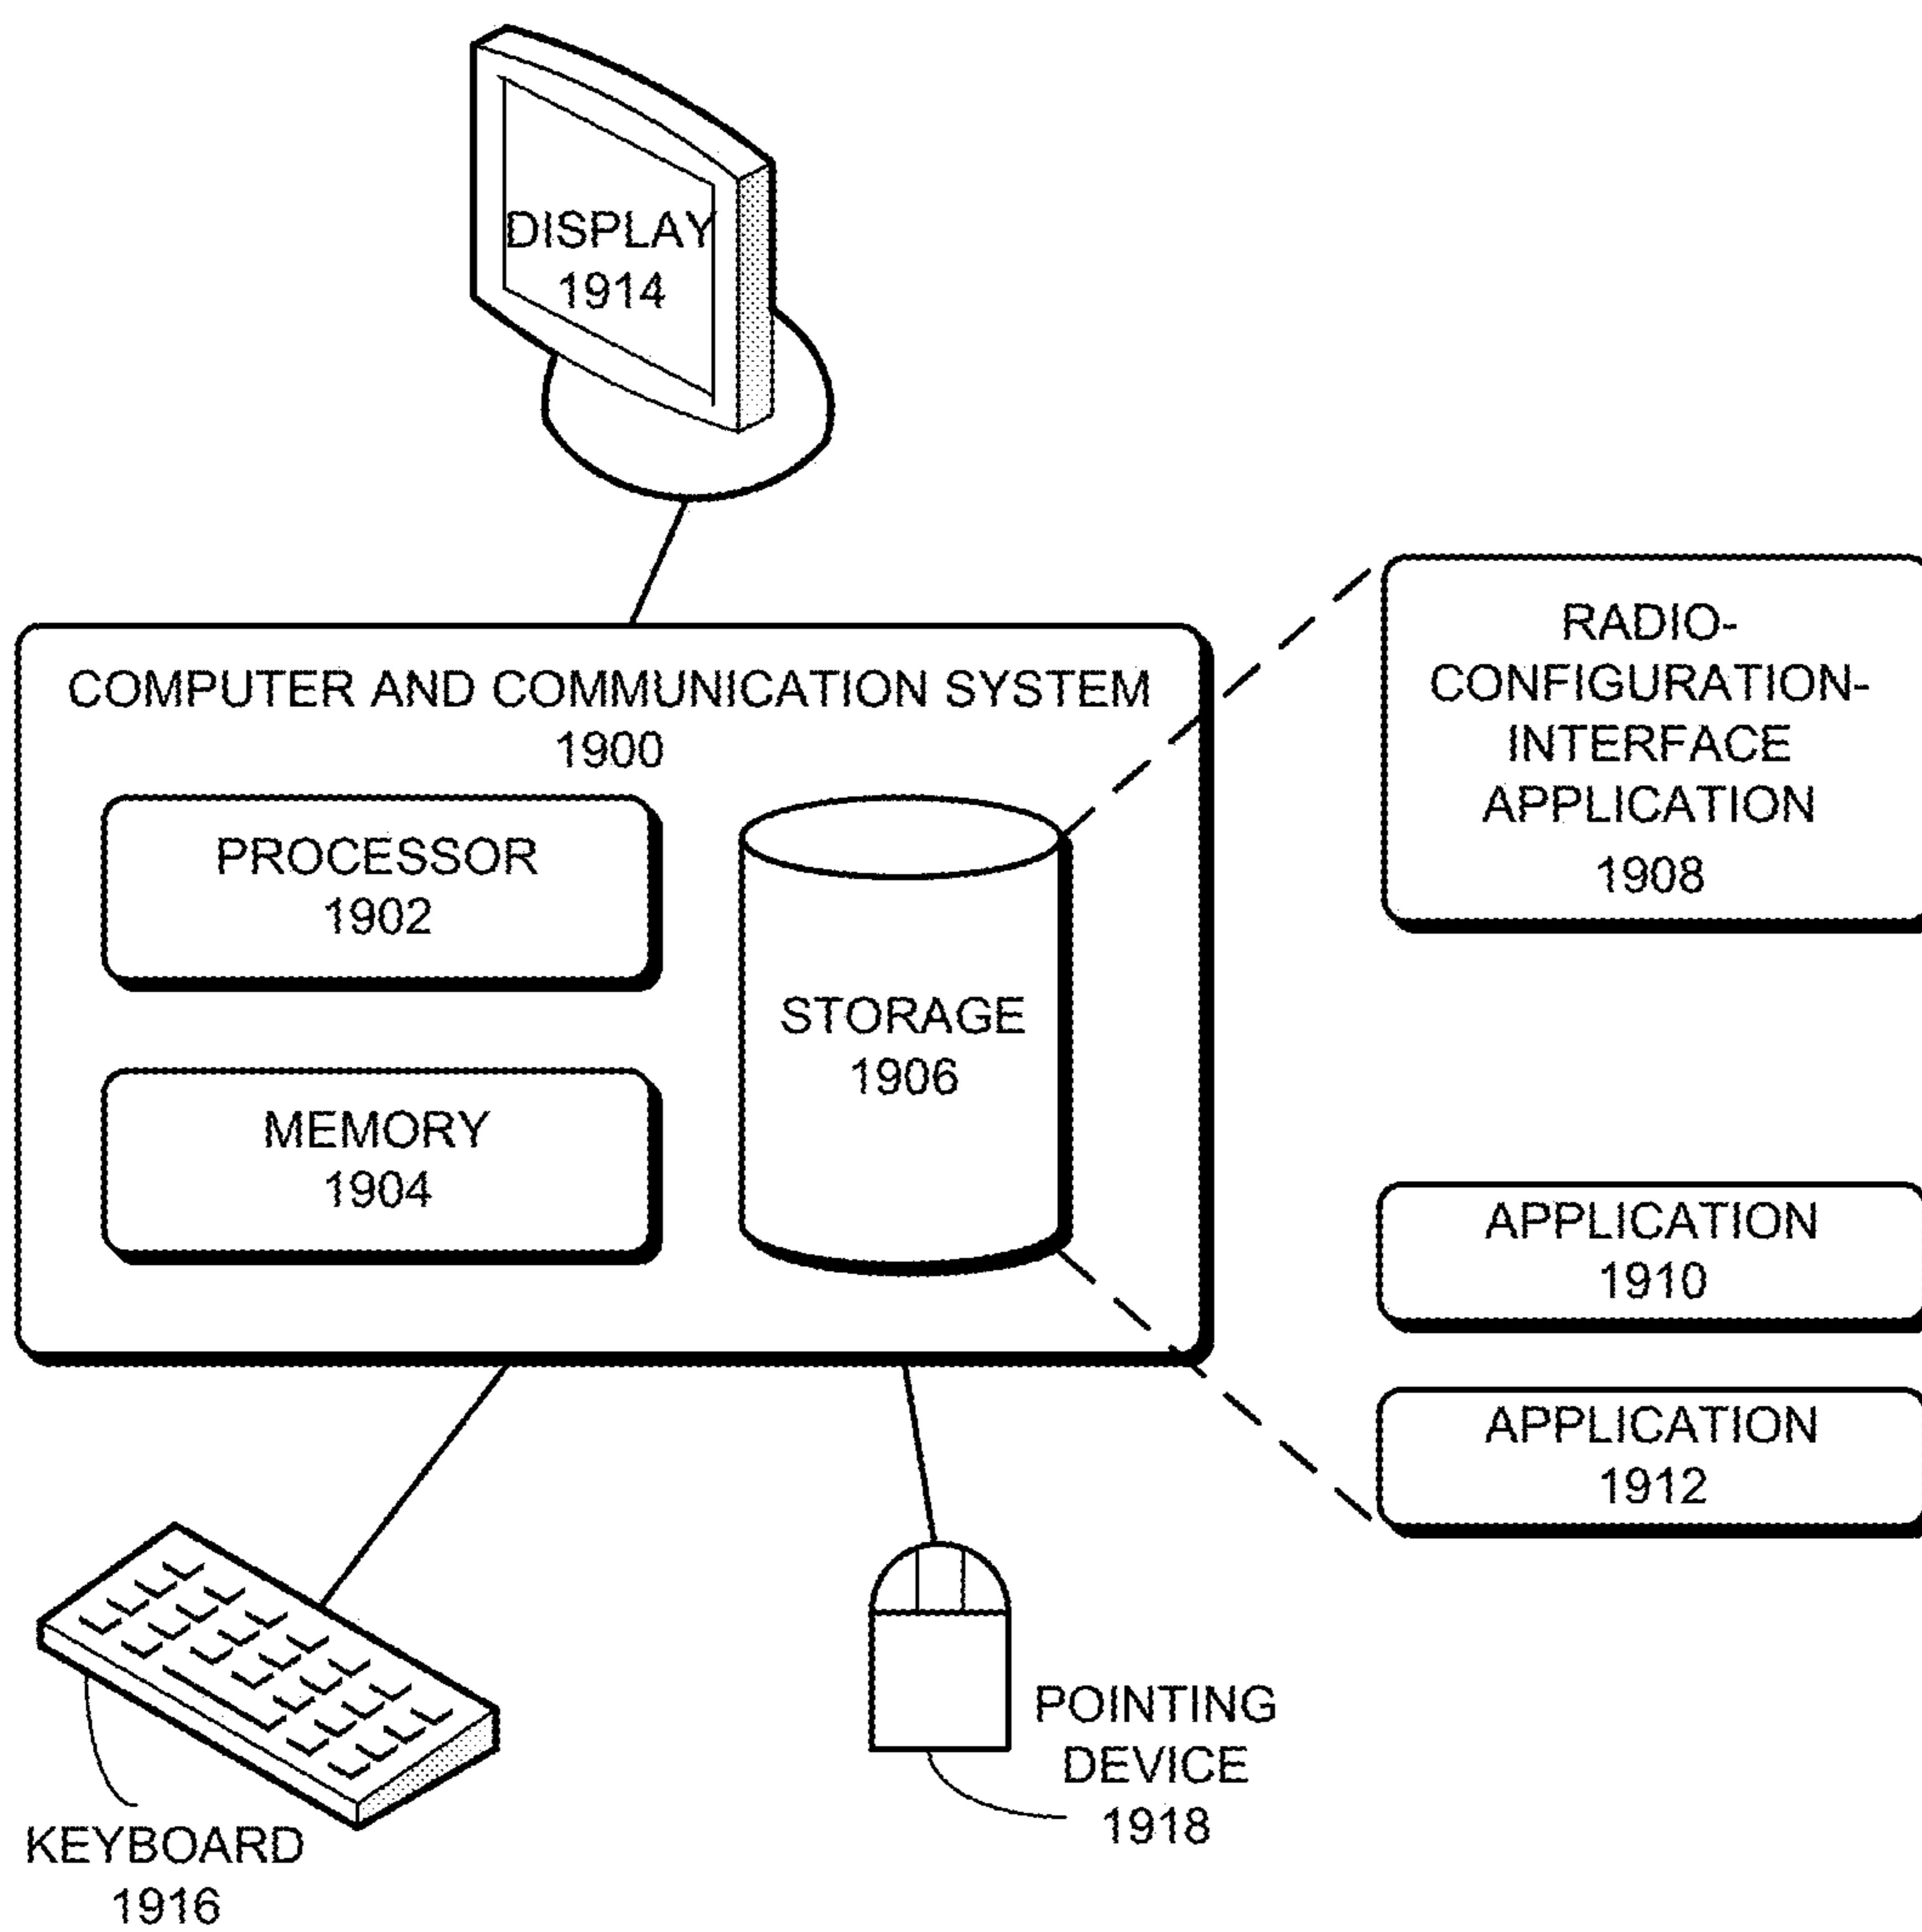 DISPLAY
1914
COMPUTER AND COMMUNICATION SYSTEM
1900
PROCESSOR
1902
MEMORY
1904
STORAGE
1906
RADIO-
CONFIGURATION-
INTERFACE
APPLICATION
1908
APPLICATION
1910
APPLICATION
1912
KEYBOARD
1916
POINTING
DEVICE
1918